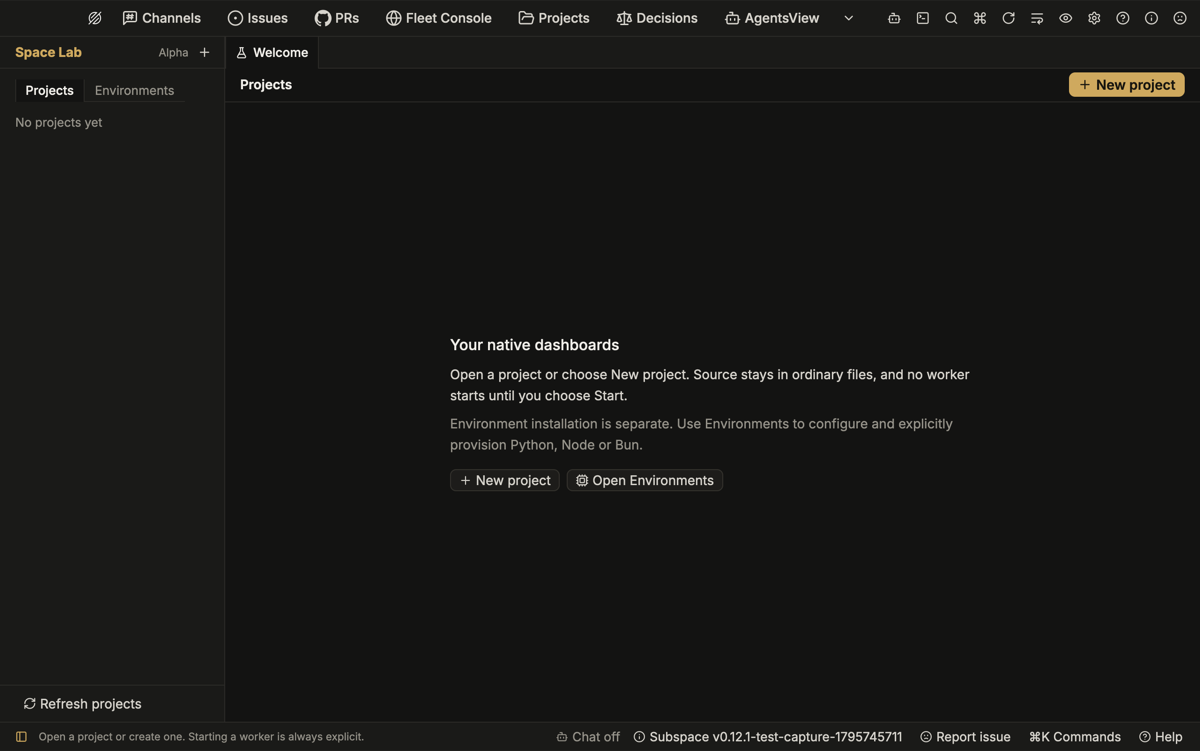 Channels Issues PRs Fleet Console Projects Decisions AgentsView
Space Lab Alpha
Welcome
Projects Environments
Projects
New project
No projects yet
Your native dashboards
Open a project or choose New project. Source stays in ordinary files, and no worker
starts until you choose Start.
Environment installation is separate. Use Environments to configure and explicitly
provision Python, Node or Bun.
New project Open Environments
Refresh projects
Open a project or create one. Starting a worker is always explicit.
Chat off Subspace v0.12.1-test-capture-1795745711 Report issue ⌘K Commands Help